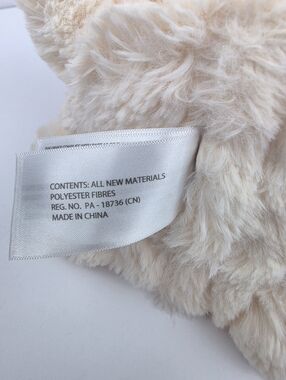 CONTENTS: ALL NEW MATERIALS
POLYESTER FIBRES
REG. NO. PA - 18736 (CN)
MADE IN CHINA